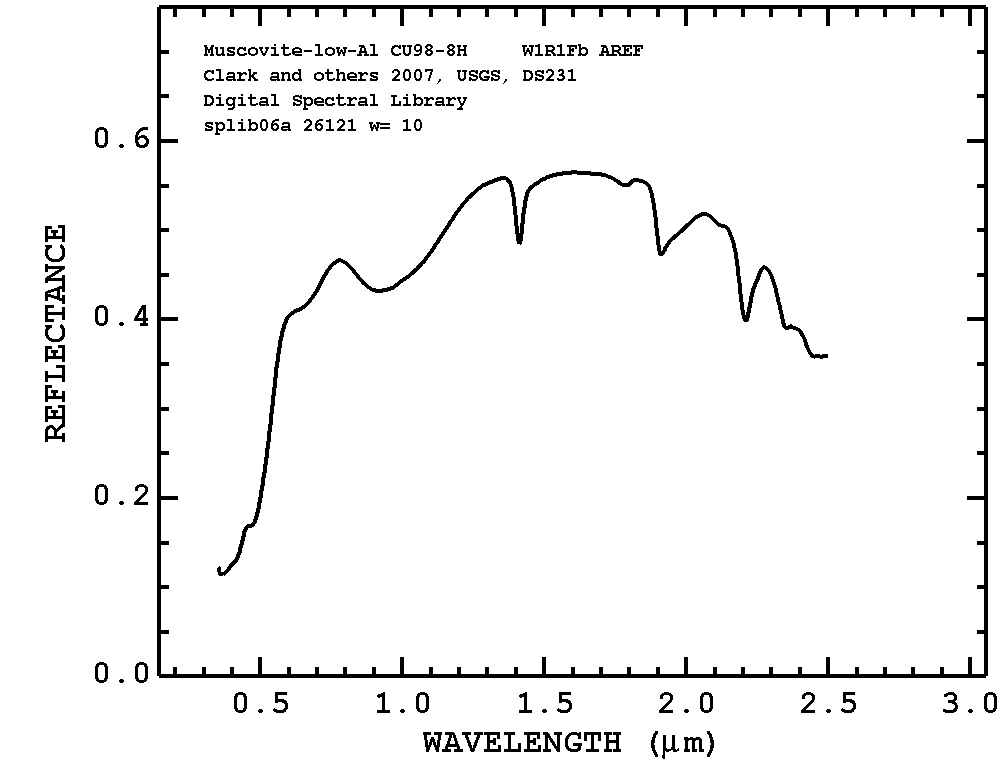 Muscovite-low-Al CU98-8H W1R1Fb AREF
Clark and others 2007, USGS, DS231
Digital Spectral Library
splib06a 26121 w= 10
0.6
0.4
0.2
0.0
REFLECTANCE
0.5 1.0 1.5 2.0 2.5 3.0
WAVELENGTH (μm)